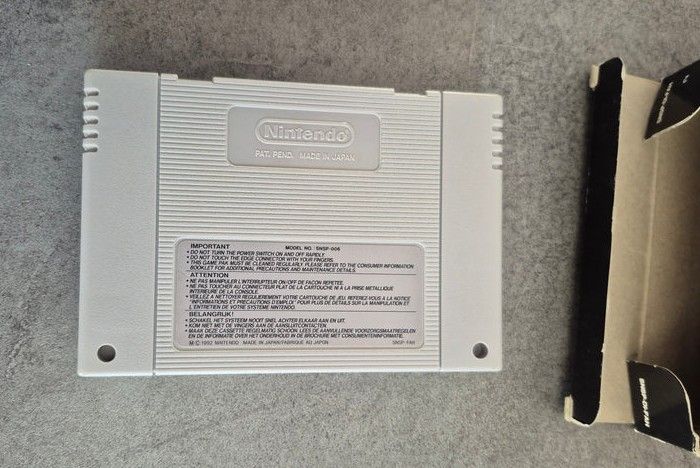 Nintendo
PAT. PEND. MADE IN JAPAN
IMPORTANT MODEL NO. SNSP-006
• DO NOT TURN THE POWER SWITCH ON AND OFF RAPIDLY.
• DO NOT TOUCH THE EDGE CONNECTOR WITH YOUR FINGERS.
• THIS GAME PAK MUST BE CLEANED REGULARLY. PLEASE REFER TO THE CONSUMER INFORMATION
BOOKLET FOR ADDITIONAL PRECAUTIONS AND MAINTENANCE DETAILS.
ATTENTION
• NE PAS MANIPULER L'INTERRUPTEUR ON-OFF DE FACON REPETEE.
• NE PAS TOUCHER AU CONNECTEUR PLAT DE LA CARTOUCHE NI A LA PRISE METALLIQUE
INTERIEURE DE LA CONSOLE.
• VEILLEZ A NETTOYER REGULIEREMENT VOTRE CARTOUCHE DE JEU. REFEREZ-VOUS A LA NOTICE
"INFORMATIONS ET PRECAUTIONS D'EMPLOI" POUR PLUS DE DETAILS SUR LA MANIPULATION ET
L'ENTRETIEN DE VOTRE SYSTEME NINTENDO.
BELANGRIJK!
• SCHAKEL HET SYSTEEM NOOIT SNEL ACHTER ELKAAR AAN EN UIT.
• KOM NIET MET DE VINGERS AAN DE AANSLUITCONTACTEN.
• MAAK DEZE CASSETTE REGELMATIG SCHOON. LEES DE AANVULLENDE VOORZORGSMAATREGELEN
EN DE INFORMATIE OVER HET ONDERHOUD IN DE BROCHURE MET CONSUMENTENINFORMATIE.
M/© 1992 NINTENDO MADE IN JAPAN/FABRIQUE AU JAPON SNSP-FAH
SNSP-D1-FAH